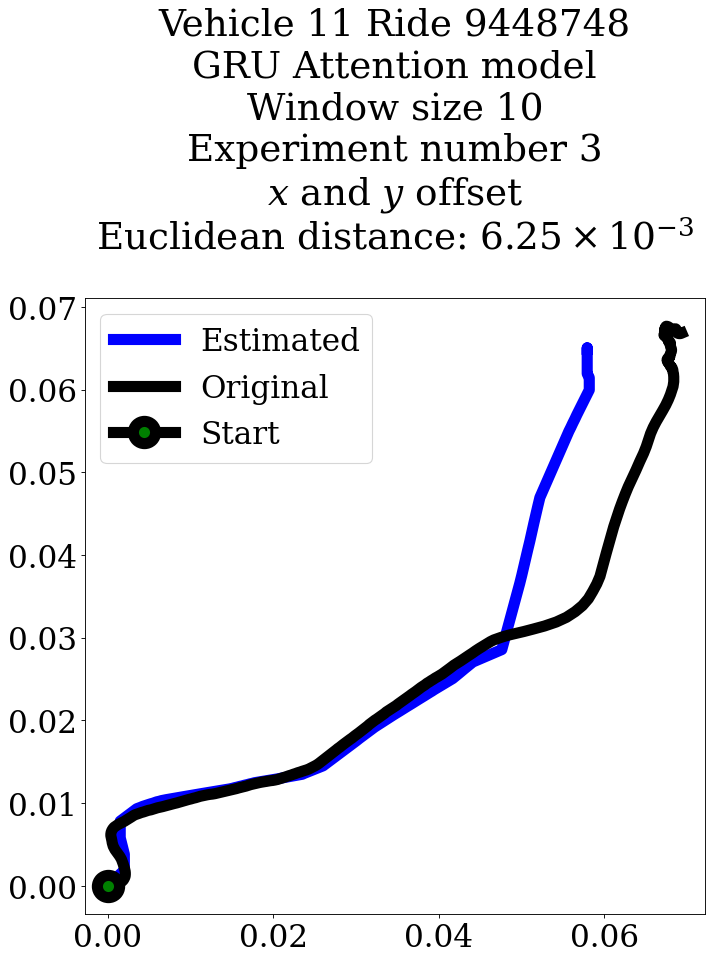 Vehicle 11 Ride 9448748
GRU Attention model
Window size 10
Experiment number 3
x and y offset
Euclidean distance: 6.25 × 10⁻³
0.07
Estimated
Original
Start
0.06
0.05
0.04
0.03
0.02
0.01
0.00
0.00 0.02 0.04 0.06